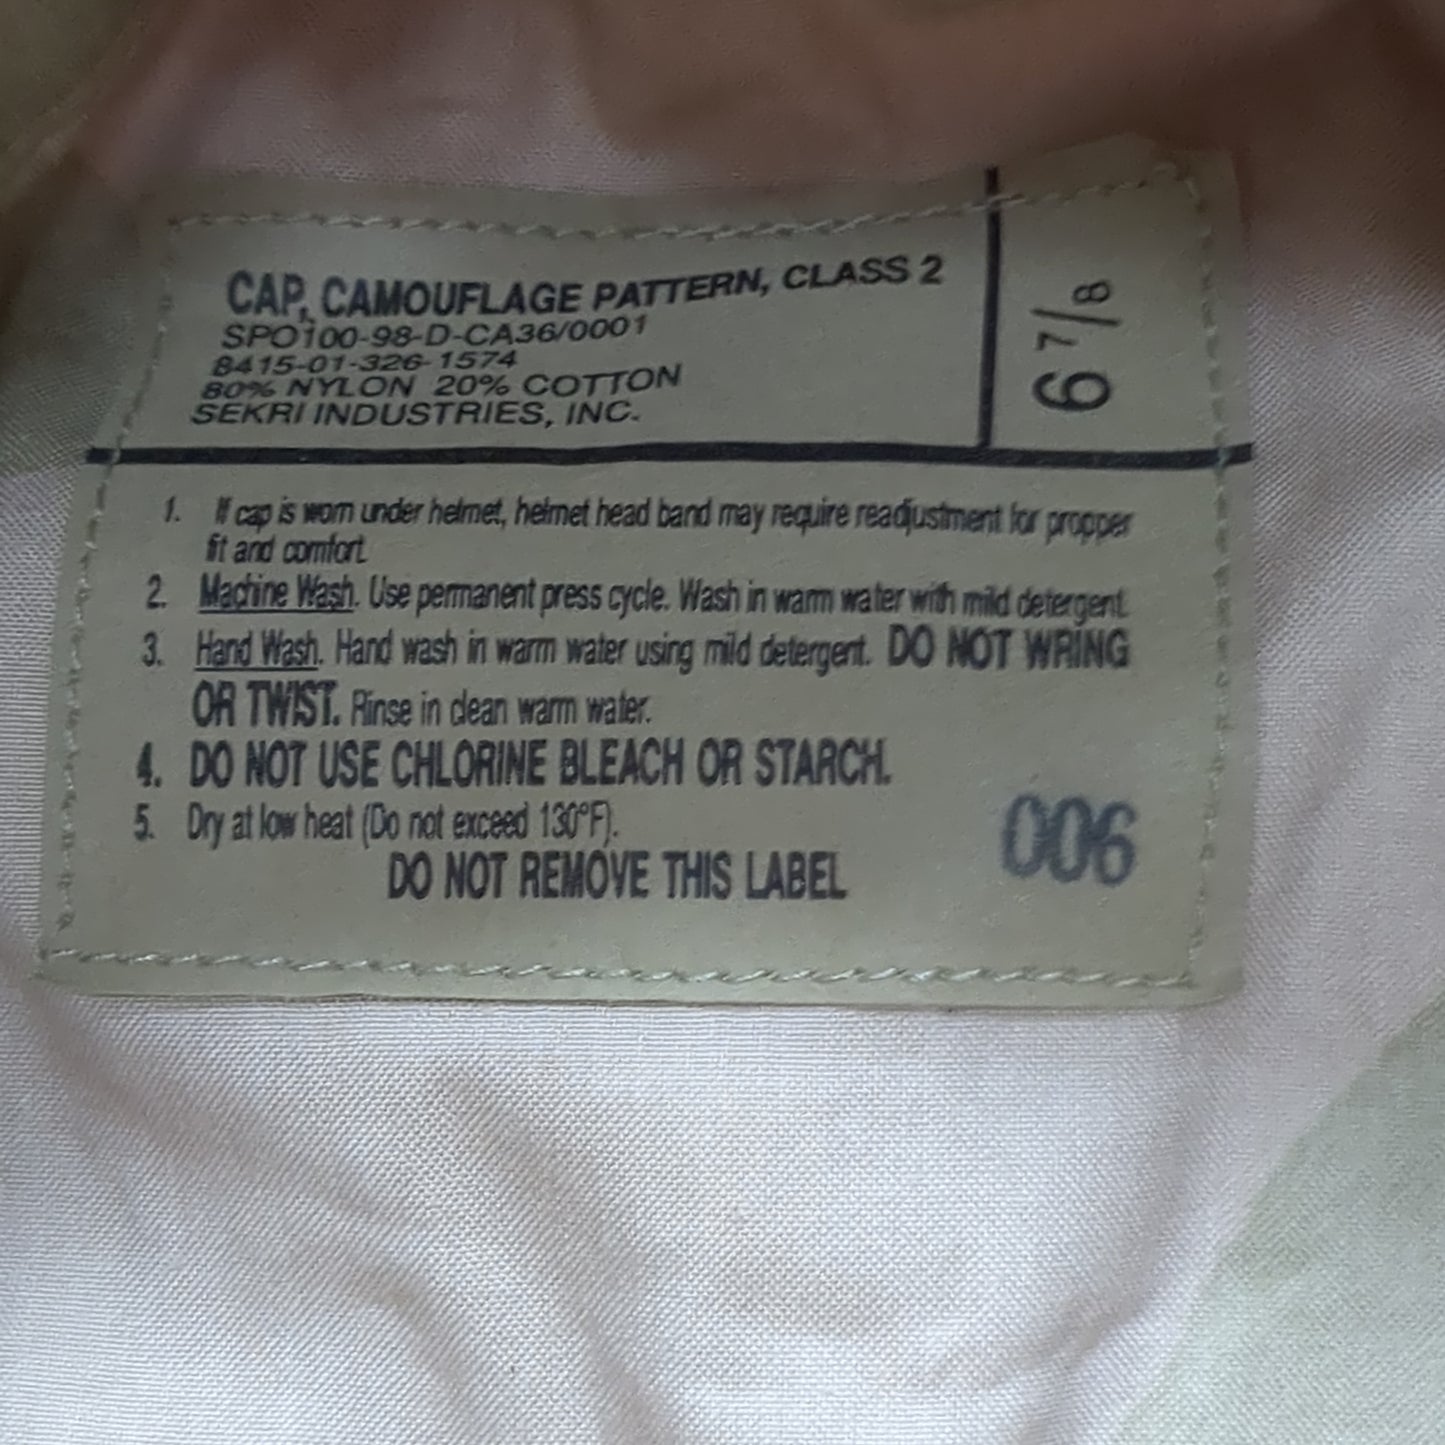 CAP, CAMOUFLAGE PATTERN, CLASS 2
SPO100-98-D-CA36/0001
8415-01-326-1574
80% NYLON 20% COTTON
SEKRI INDUSTRIES, INC.
6 7/8
1. If cap is worn under helmet, helmet head band may require readjustment for propper
fit and comfort
2. Machine Wash. Use permanent press cycle. Wash in warm water with mild detergent.
3. Hand Wash. Hand wash in warm water using mild detergent. DO NOT WRING
OR TWIST. Rinse in clean warm water.
4. DO NOT USE CHLORINE BLEACH OR STARCH.
5. Dry at low heat (Do not exceed 130°F).
DO NOT REMOVE THIS LABEL
006